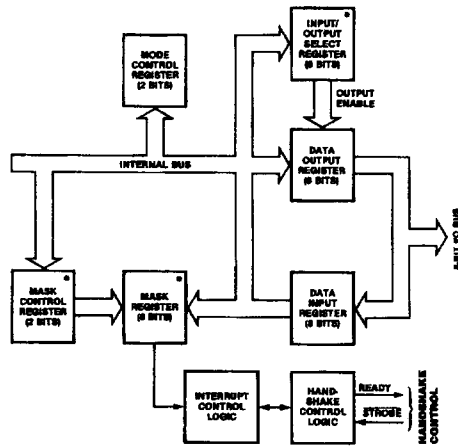 INPUT/
OUTPUT
SELECT
REGISTER
(8 BITS)
MODE
CONTROL
REGISTER
(2 BITS)
OUTPUT
ENABLE
INTERNAL BUS
DATA
OUTPUT
REGISTER
(8 BITS)
8-BIT I/O BUS
MASK
CONTROL
REGISTER
(2 BITS)
MASK
REGISTER
(8 BITS)
DATA
INPUT
REGISTER
(8 BITS)
INTERRUPT
CONTROL
LOGIC
HAND-
SHAKE
CONTROL
LOGIC
READY
STROBE
HANDSHAKE
CONTROL